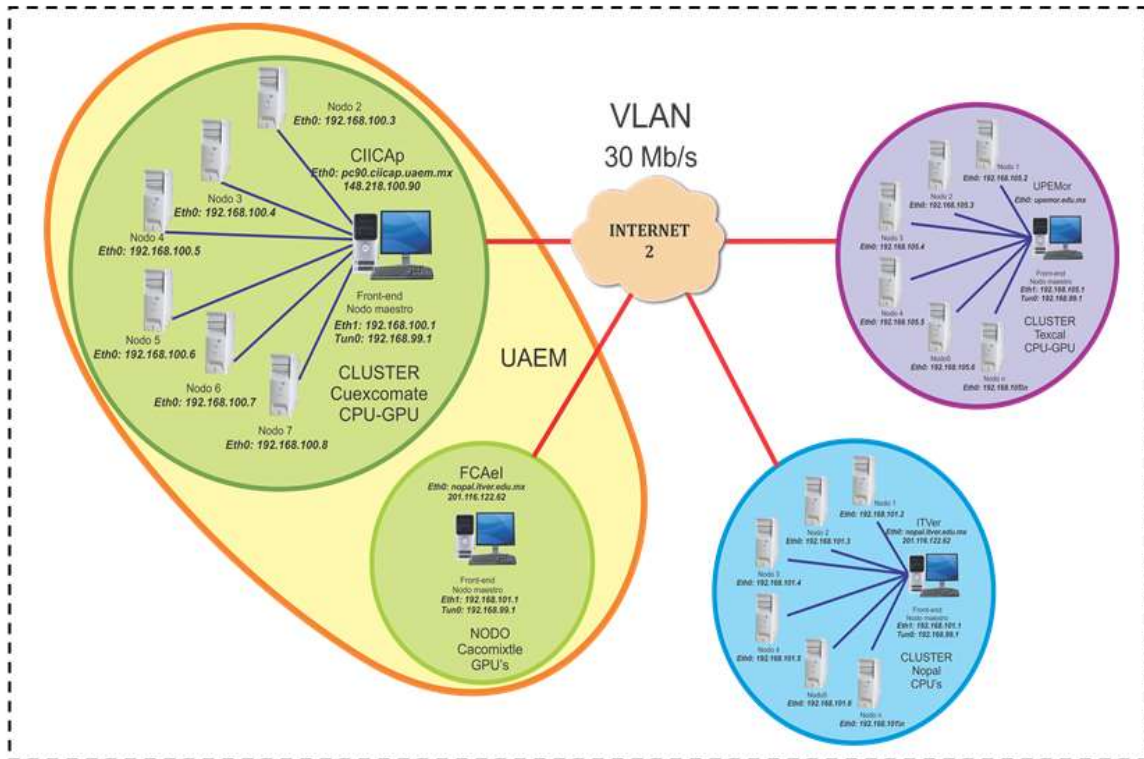 Nodo 2
Eth0: 192.168.100.3
CIICAp
Eth0: pc90.ciicap.uaem.mx
148.218.100.90
Nodo 3
Eth0: 192.168.100.4
Nodo 4
Eth0: 192.168.100.5
Nodo 5
Eth0: 192.168.100.6
Nodo 6
Eth0: 192.168.100.7
Nodo 7
Eth0: 192.168.100.8
Front-end
Nodo maestro
Eth1: 192.168.100.1
Tun0: 192.168.99.1
CLUSTER
Cuexcomate
CPU-GPU
UAEM
FCAeI
Eth0: nopal.itver.edu.mx
201.116.122.62
Front-end
Nodo maestro
Eth1: 192.168.101.1
Tun0: 192.168.99.1
NODO
Cacomixtle
GPU's
VLAN
30 Mb/s
INTERNET
2
Nodo 1
Eth0: 192.168.105.2
UPEMor
Eth0: upemor.edu.mx
Nodo 2
Eth0: 192.168.105.3
Nodo 3
Eth0: 192.168.105.4
Nodo 4
Eth0: 192.168.105.5
Nodo5
Eth0: 192.168.105.6
Nodo n
Eth0: 192.168.105.n
Front-end
Nodo maestro
Eth1: 192.168.105.1
Tun0: 192.168.99.1
CLUSTER
Texcal
CPU-GPU
Nodo 1
Eth0: 192.168.101.2
ITVer
Eth0: nopal.itver.edu.mx
201.116.122.62
Nodo 2
Eth0: 192.168.101.3
Nodo 3
Eth0: 192.168.101.4
Nodo 4
Eth0: 192.168.101.5
Nodo5
Eth0: 192.168.101.6
Nodo n
Eth0: 192.168.101.n
Front-end
Nodo maestro
Eth1: 192.168.101.1
Tun0: 192.168.99.1
CLUSTER
Nopal
CPU's